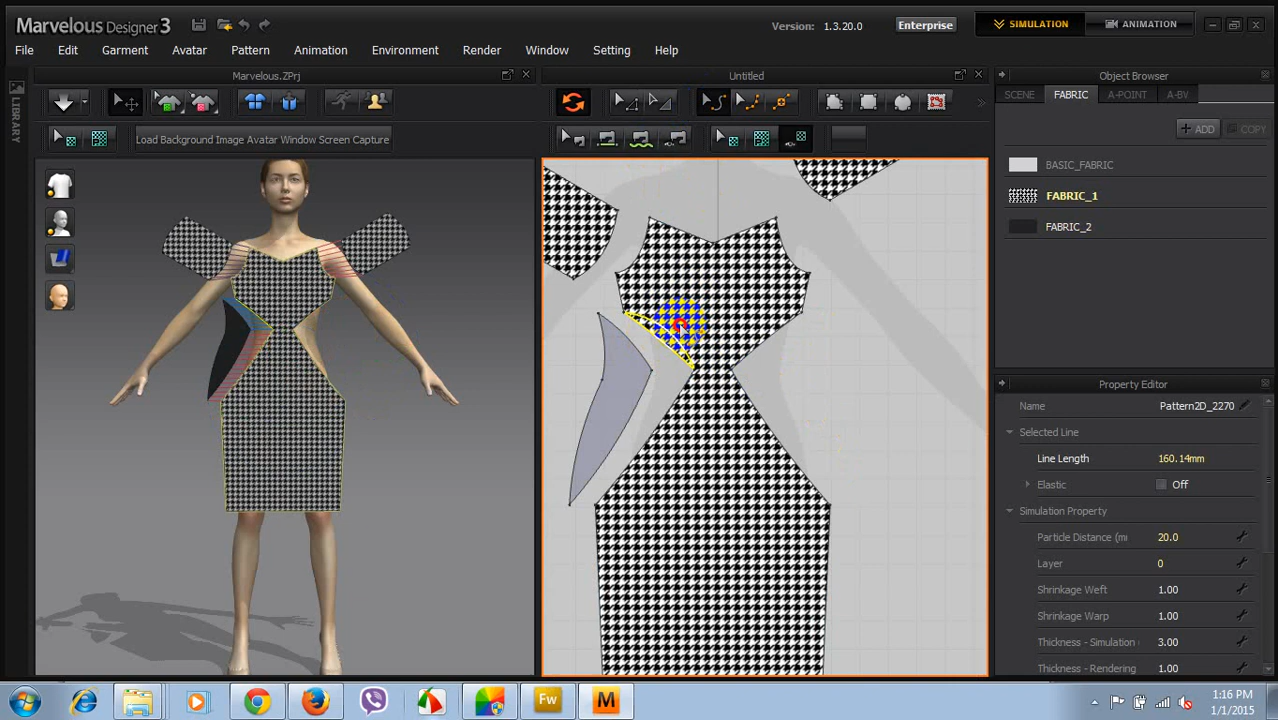 Marvelous Designer 3
Version: 1.3.20.0
Enterprise
SIMULATION
ANIMATION
File Edit Garment Avatar Pattern Animation Environment Render Window Setting Help
LIBRARY
Marvelous.ZPrj
Untitled
Object Browser
SCENE FABRIC A-POINT A-BV
+ ADD COPY
Load Background Image Avatar Window Screen Capture
BASIC_FABRIC
FABRIC_1
FABRIC_2
Property Editor
Name Pattern2D_2270
Selected Line
Line Length 160.14mm
Elastic Off
Simulation Property
Particle Distance (m 20.0
Layer 0
Shrinkage Weft 1.00
Shrinkage Warp 1.00
Thickness - Simulation 3.00
Thickness - Rendering 1.00
Fw
M
1:16 PM
1/1/2015